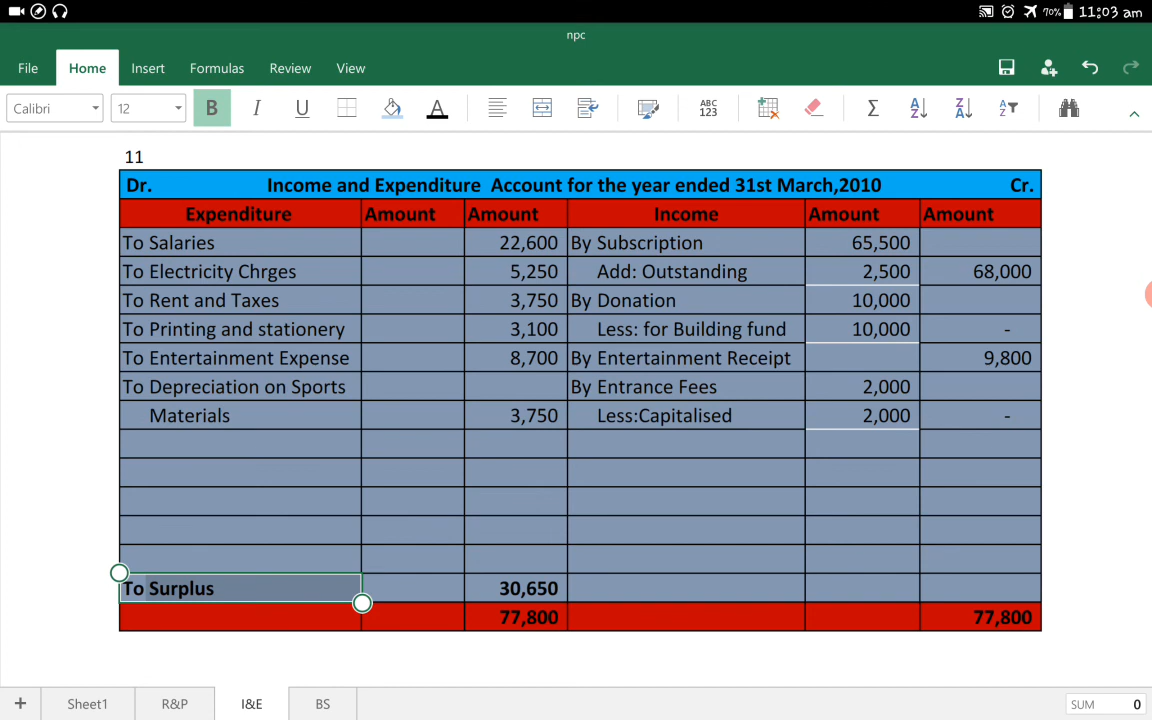 70% 11:03 am
npc
File Home Insert Formulas Review View
Calibri 12 B I U A ABC 123 Σ A Z Z A A Z
11
Dr. Income and Expenditure Account for the year ended 31st March,2010 Cr.
Expenditure Amount Amount Income Amount Amount
To Salaries 22,600 By Subscription 65,500
To Electricity Chrges 5,250 Add: Outstanding 2,500 68,000
To Rent and Taxes 3,750 By Donation 10,000
To Printing and stationery 3,100 Less: for Building fund 10,000 -
To Entertainment Expense 8,700 By Entertainment Receipt 9,800
To Depreciation on Sports By Entrance Fees 2,000
Materials 3,750 Less:Capitalised 2,000 -
To Surplus 30,650
77,800 77,800
+ Sheet1 R&P I&E BS SUM 0